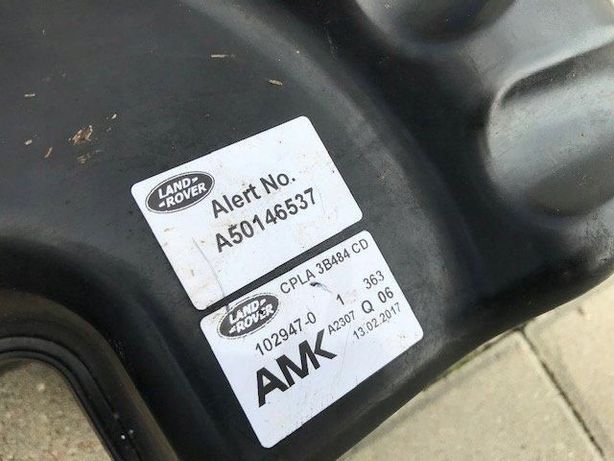 LAND-
-ROVER
Alert No.
A50146537
LAND-
-ROVER
CPLA 3B484 CD
102947-0 1 363
AMK A2307 Q 06
13.02.2017